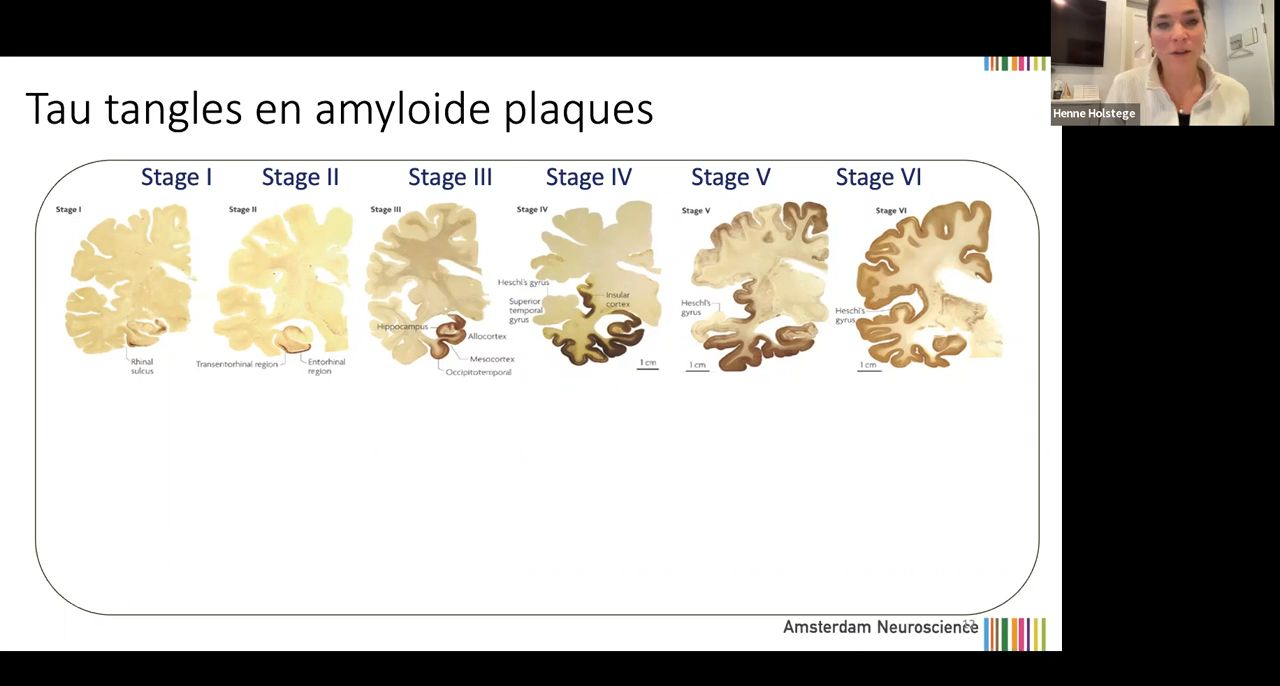 Henne Holstege
Tau tangles en amyloide plaques
Stage I Stage II Stage III Stage IV Stage V Stage VI
Stage I
Rhinal
sulcus
Stage II
Transentorhinal region
Entorhinal
region
Stage III
Hippocampus
Allocortex
Mesocortex
Occipitotemporal
Stage IV
Heschl's gyrus
Superior
temporal
gyrus
Insular
cortex
1 cm
Stage V
Heschl's
gyrus
1 cm
Stage VI
Heschl's
gyrus
1 cm
Amsterdam Neuroscience